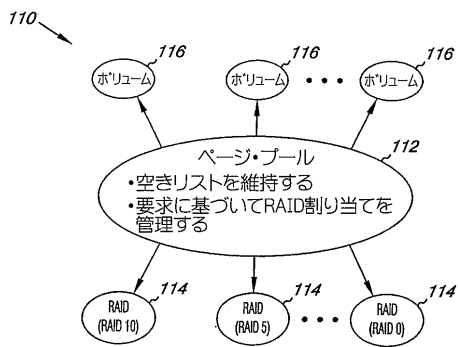 110
116
116
116
ボリューム
ボリューム
• • •
ボリューム
112
ページ・プール
・空きリストを維持する
・要求に基づいてRAID割り当てを
管理する
114
114
114
RAID
(RAID 10)
RAID
(RAID 5)
• • •
RAID
(RAID 0)